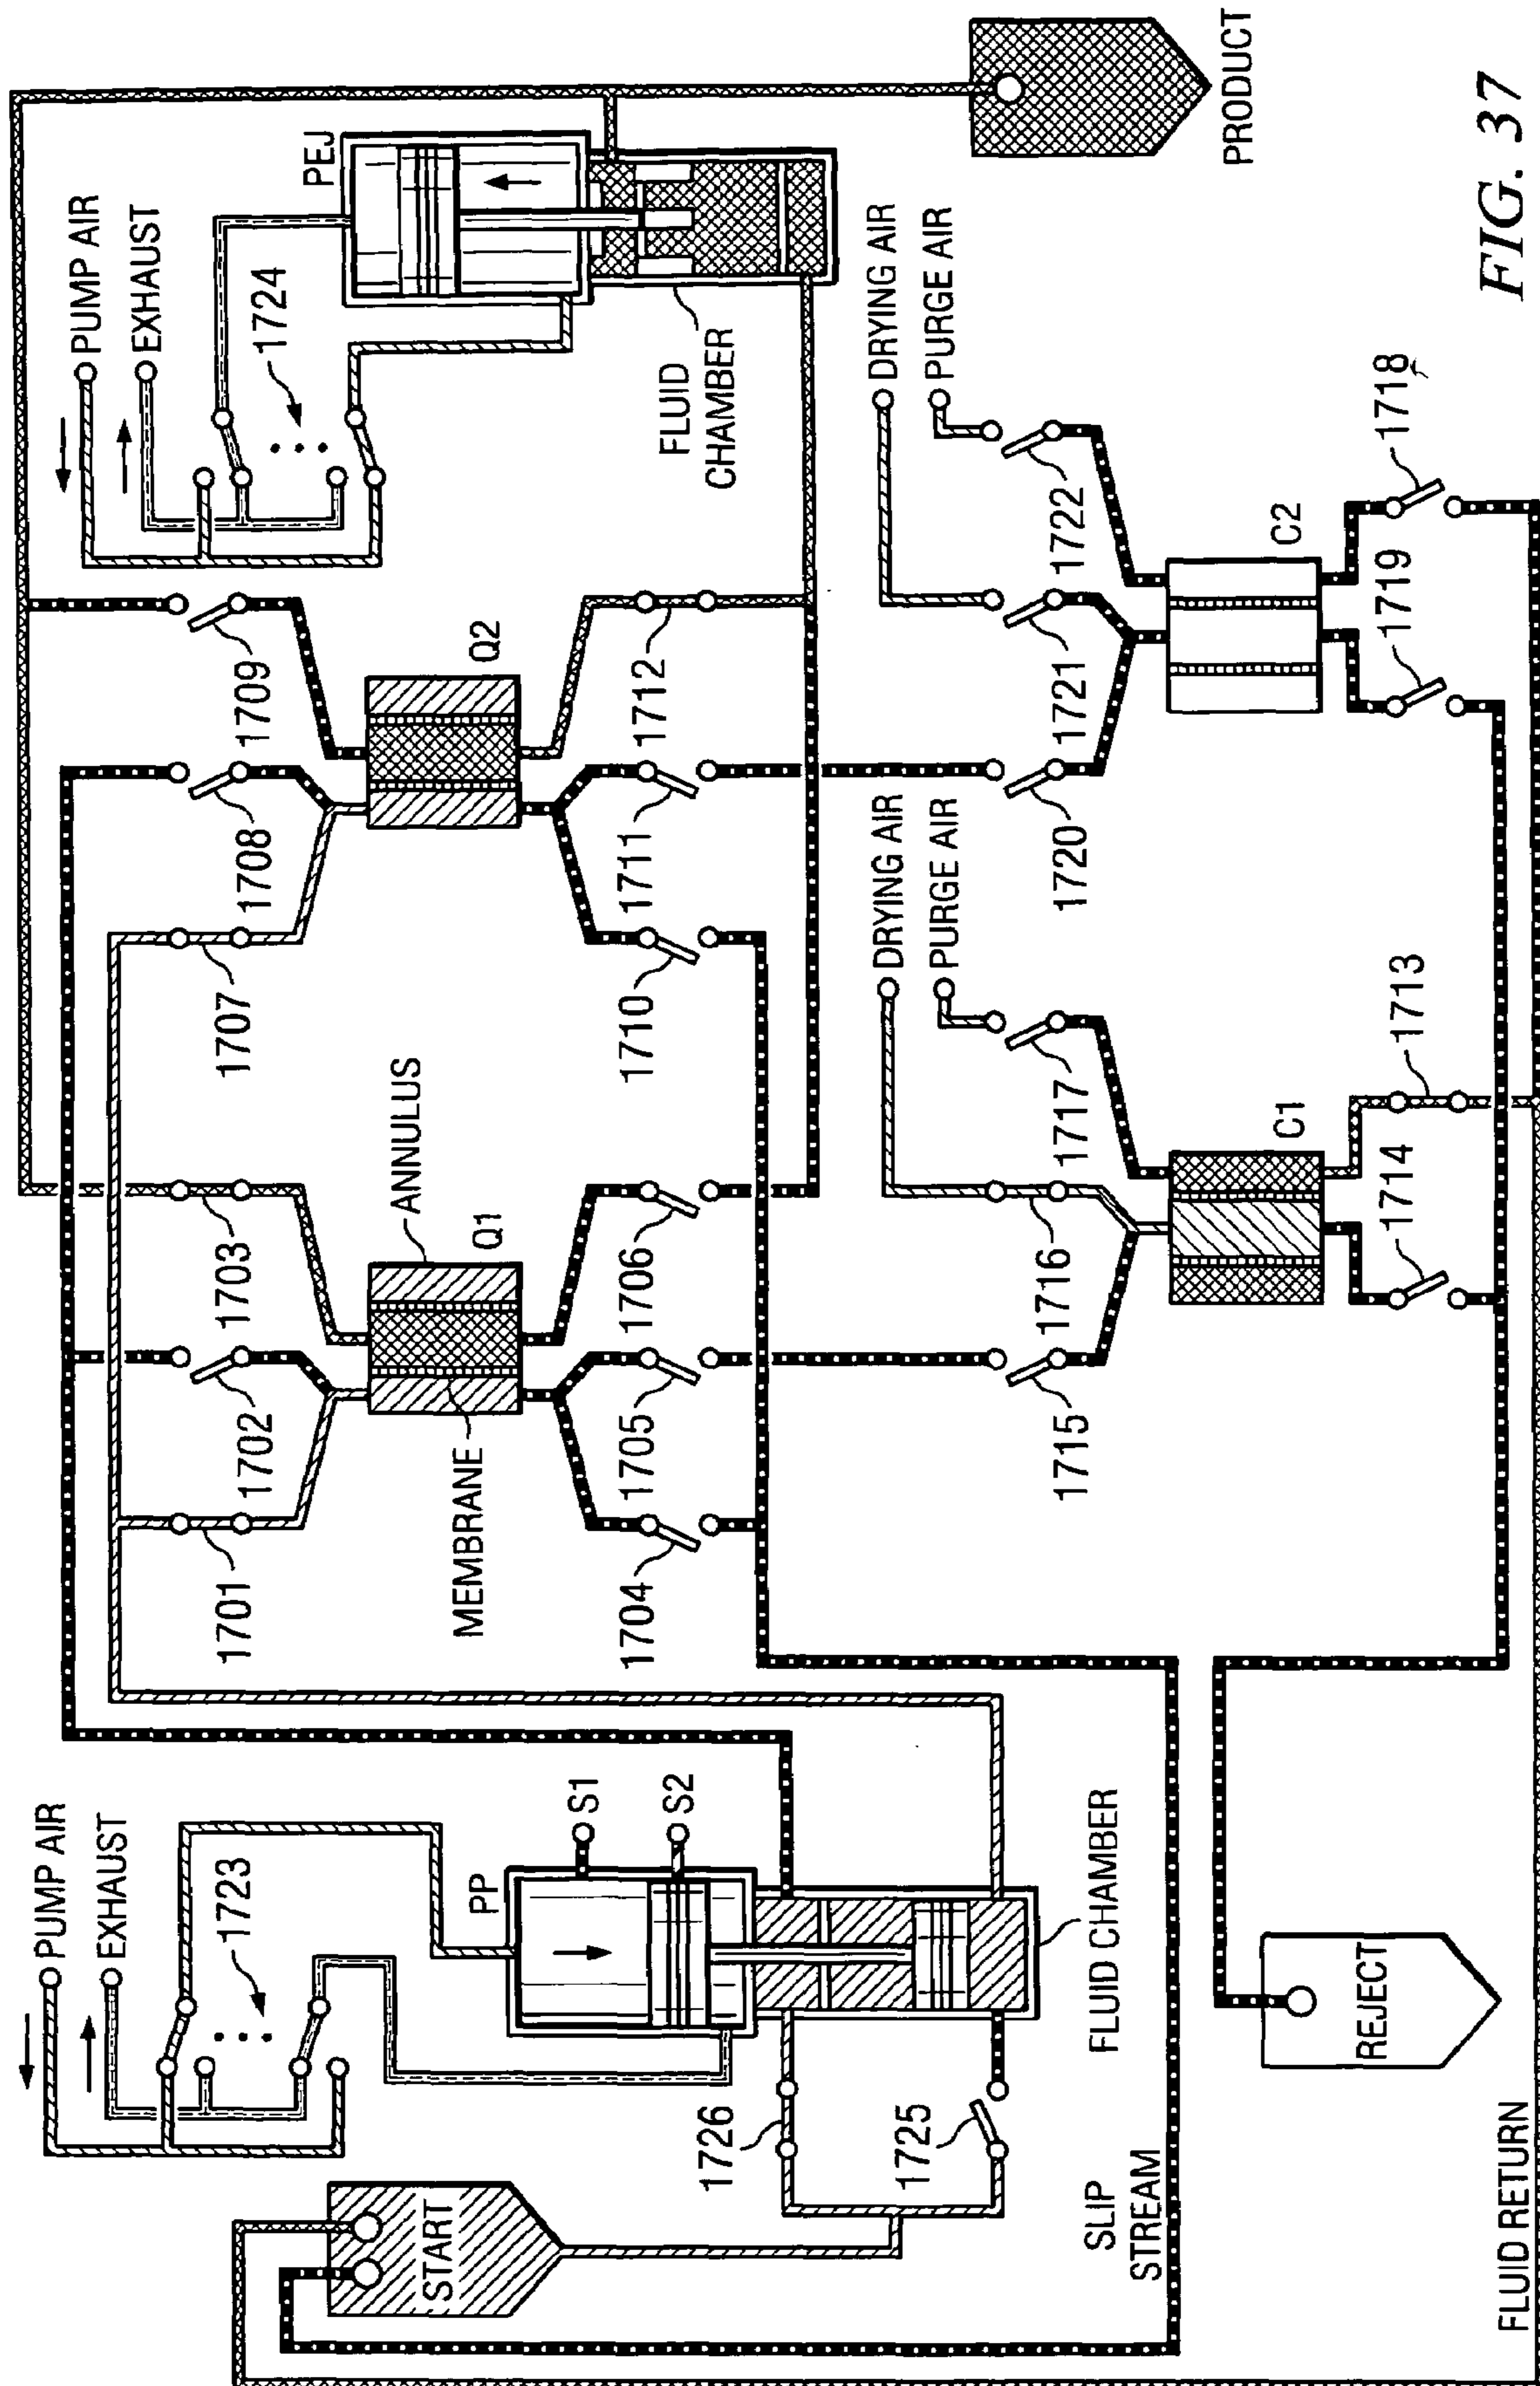 PUMP AIR
EXHAUST
1723
PP
S1
S2
START
1726
1725
FLUID CHAMBER
SLIP
STREAM
REJECT
FLUID RETURN
1701
1702
1703
MEMBRANE
ANNULUS
Q1
1704
1705
1706
1707
1708
1709
Q2
1710
1711
1712
PUMP AIR
EXHAUST
1724
PEJ
FLUID
CHAMBER
PRODUCT
DRYING AIR
PURGE AIR
1715
1716
1717
C1
1714
1713
DRYING AIR
PURGE AIR
1720
1721
1722
C2
1719
1718
FIG. 37